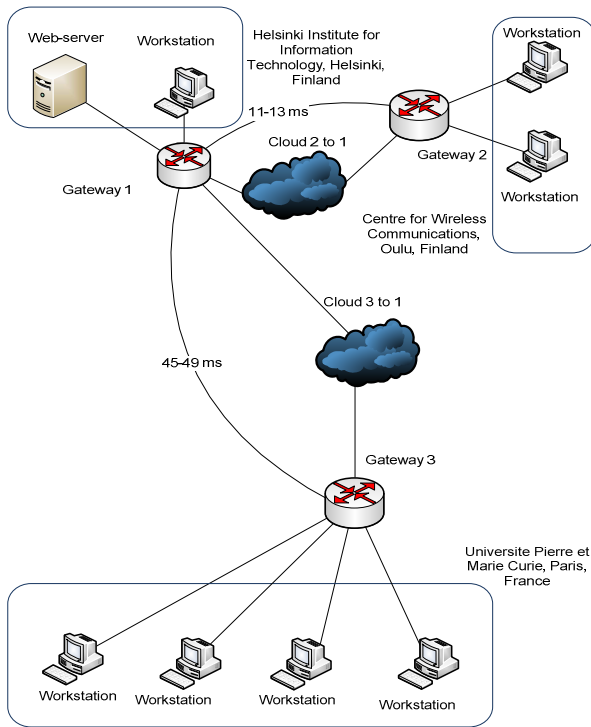 Web-server
Workstation
Helsinki Institute for
Information
Technology, Helsinki,
Finland
Workstation
11-13 ms
Cloud 2 to 1
Gateway 2
Gateway 1
Workstation
Centre for Wireless
Communications,
Oulu, Finland
Cloud 3 to 1
45-49 ms
Gateway 3
Universite Pierre et
Marie Curie, Paris,
France
Workstation
Workstation
Workstation
Workstation